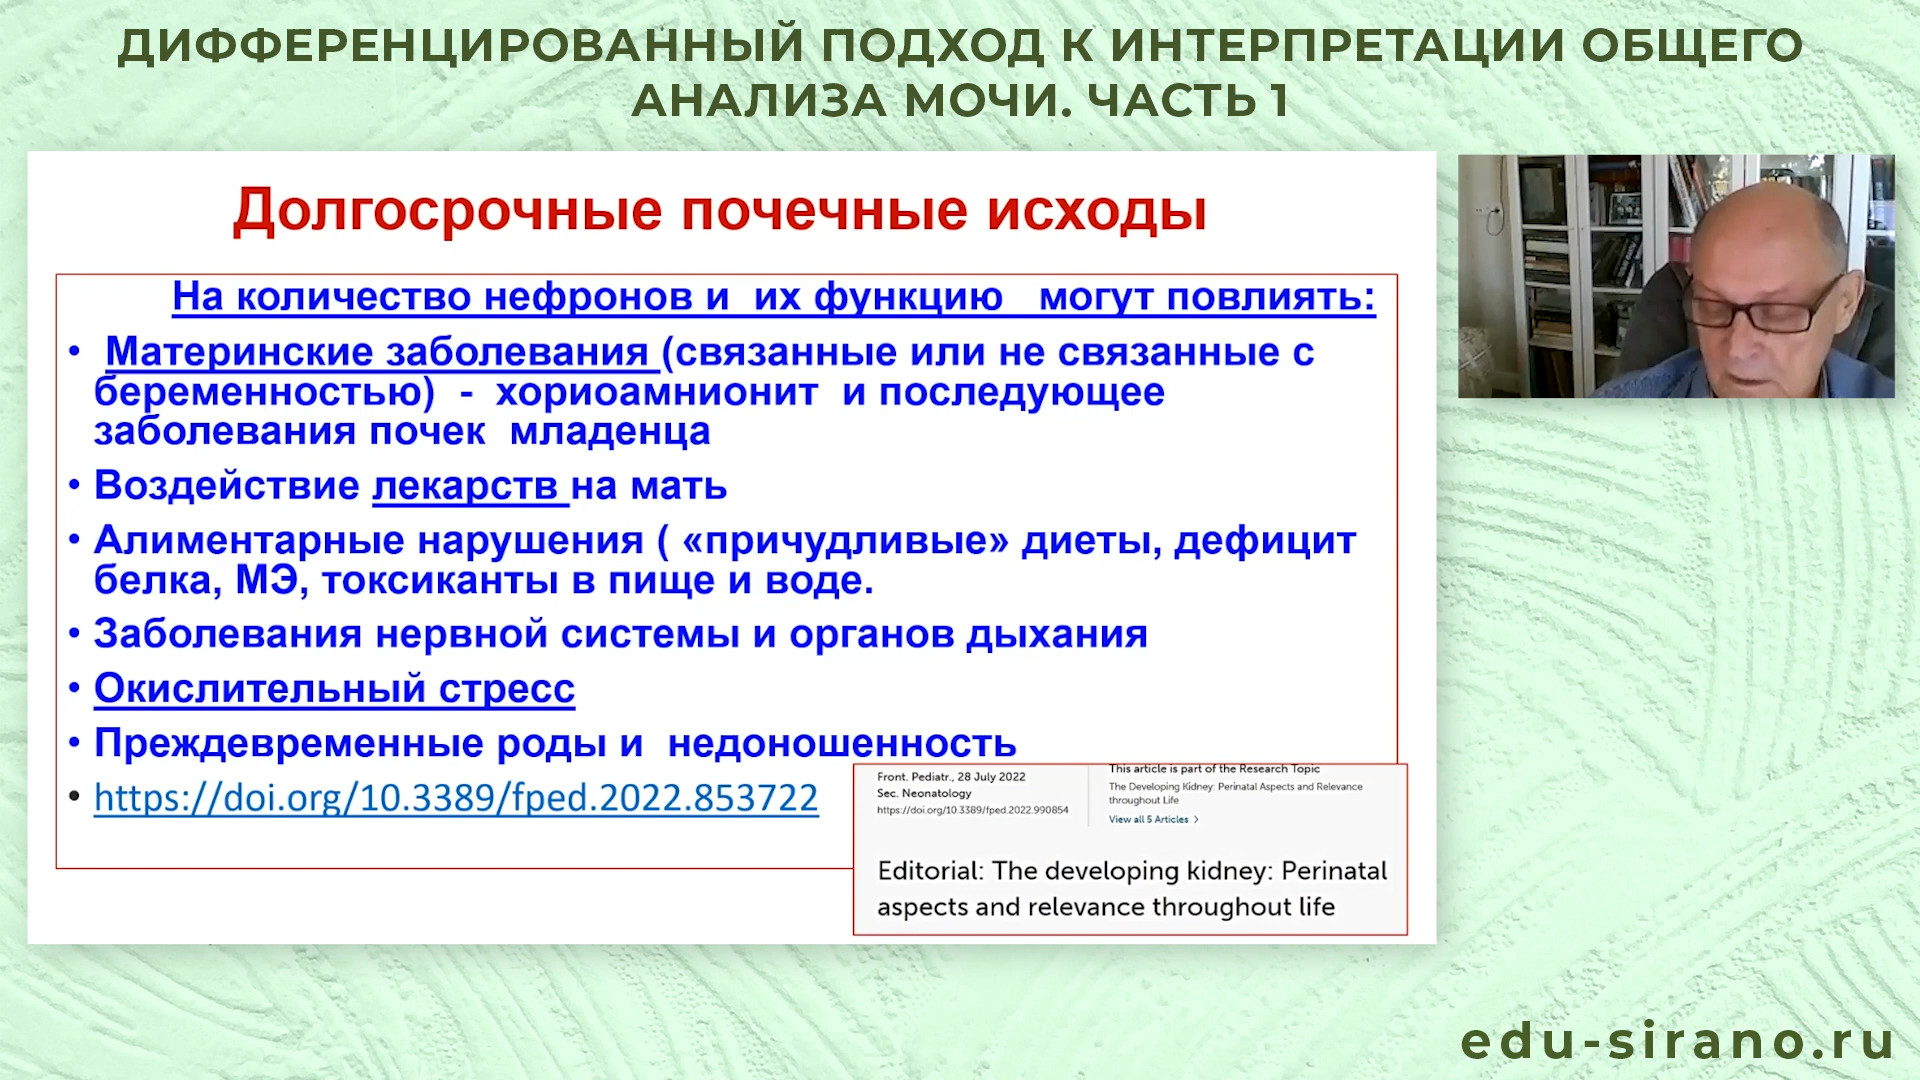 ДИФФЕРЕНЦИРОВАННЫЙ ПОДХОД К ИНТЕРПРЕТАЦИИ ОБЩЕГО
АНАЛИЗА МОЧИ. ЧАСТЬ 1
Долгосрочные почечные исходы
На количество нефронов и их функцию могут повлиять:
• Материнские заболевания (связанные или не связанные с
беременностью) - хориоамнионит и последующее
заболевания почек младенца
• Воздействие лекарств на мать
• Алиментарные нарушения ( «причудливые» диеты, дефицит
белка, МЭ, токсиканты в пище и воде.
• Заболевания нервной системы и органов дыхания
• Окислительный стресс
• Преждевременные роды и недоношенность
• https://doi.org/10.3389/fped.2022.853722
Front. Pediatr., 28 July 2022
Sec. Neonatology
https://doi.org/10.3389/fped.2022.990854
This article is part of the Research Topic
The Developing Kidney: Perinatal Aspects and Relevance
throughout Life
View all 5 Articles >
Editorial: The developing kidney: Perinatal
aspects and relevance throughout life
edu-sirano.ru